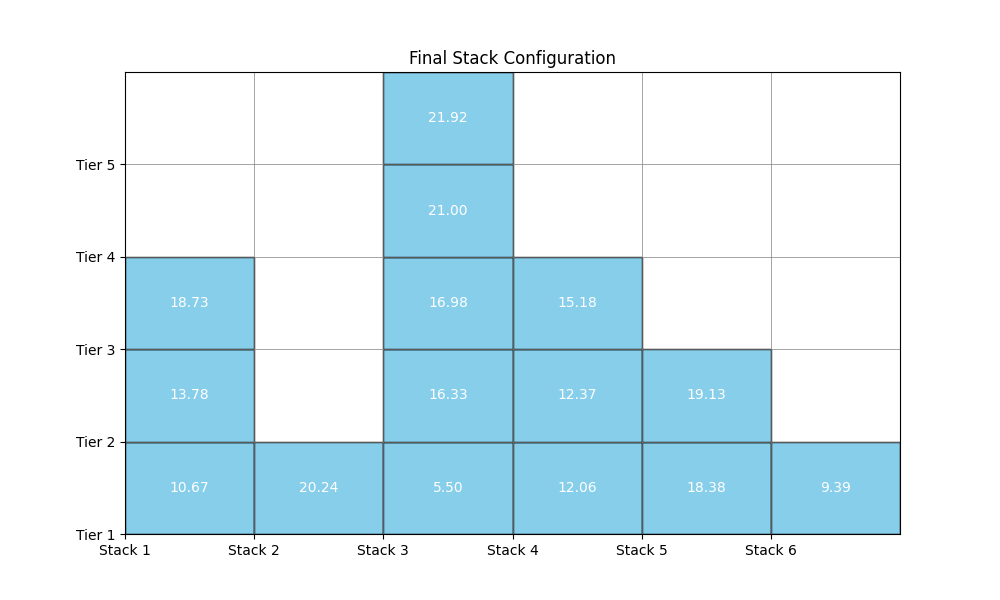 Final Stack Configuration
21.92
Tier 5
21.00
Tier 4
18.73 16.98 15.18
Tier 3
13.78 16.33 12.37 19.13
Tier 2
10.67 20.24 5.50 12.06 18.38 9.39
Tier 1
Stack 1 Stack 2 Stack 3 Stack 4 Stack 5 Stack 6